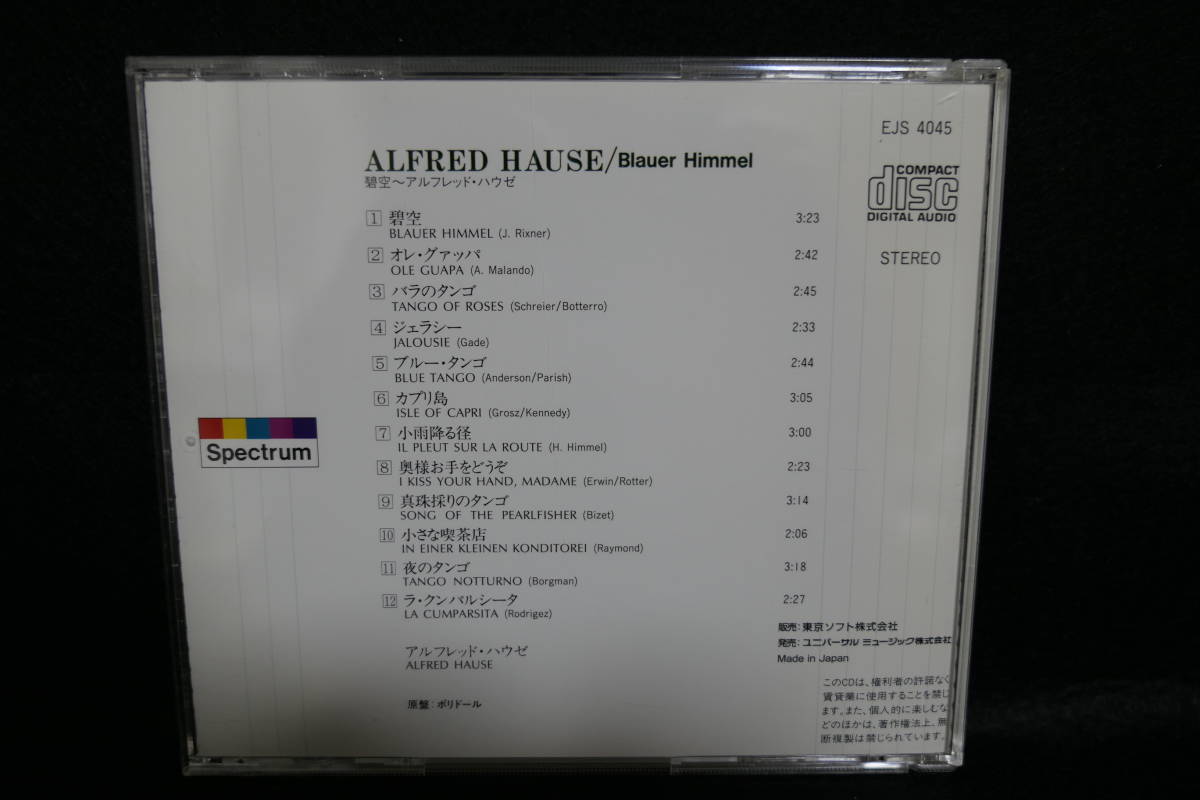 EJS 4045
COMPACT
disc
DIGITAL AUDIO
STEREO
ALFRED HAUSE/Blauer Himmel
碧空～アルフレッド・ハウゼ
1 碧空 3:23
BLAUER HIMMEL (J. Rixner)
2 オレ・グァッパ 2:42
OLE GUAPA (A. Malando)
3 バラのタンゴ 2:45
TANGO OF ROSES (Schreier/Botterro)
4 ジェラシー 2:33
JALOUSIE (Gade)
5 ブルー・タンゴ 2:44
BLUE TANGO (Anderson/Parish)
6 カプリ島 3:05
ISLE OF CAPRI (Grosz/Kennedy)
7 小雨降る径 3:00
IL PLEUT SUR LA ROUTE (H. Himmel)
8 奥様お手をどうぞ 2:23
I KISS YOUR HAND, MADAME (Erwin/Rotter)
9 真珠採りのタンゴ 3:14
SONG OF THE PEARLFISHER (Bizet)
10 小さな喫茶店 2:06
IN EINER KLEINEN KONDITOREI (Raymond)
11 夜のタンゴ 3:18
TANGO NOTTURNO (Borgman)
12 ラ・クンパルシータ 2:27
LA CUMPARSITA (Rodrigez)
Spectrum
アルフレッド・ハウゼ
ALFRED HAUSE
原盤：ポリドール
販売：東京ソフト株式会社
発売：ユニバーサル ミュージック株式会社
Made in Japan
このCDは、権利者の許諾なく
賃貸業に使用することを禁じ
ます。また、個人的に楽しむな
どのほかは、著作権法上、無
断複製は禁じられています。